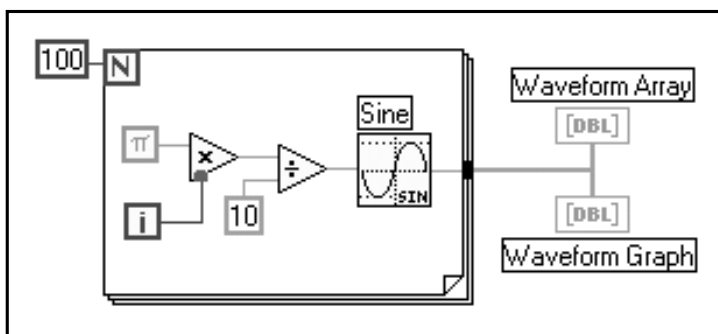 100
N
Waveform Array
[DBL]
Sine
π
×
÷
SIN
i
10
[DBL]
Waveform Graph